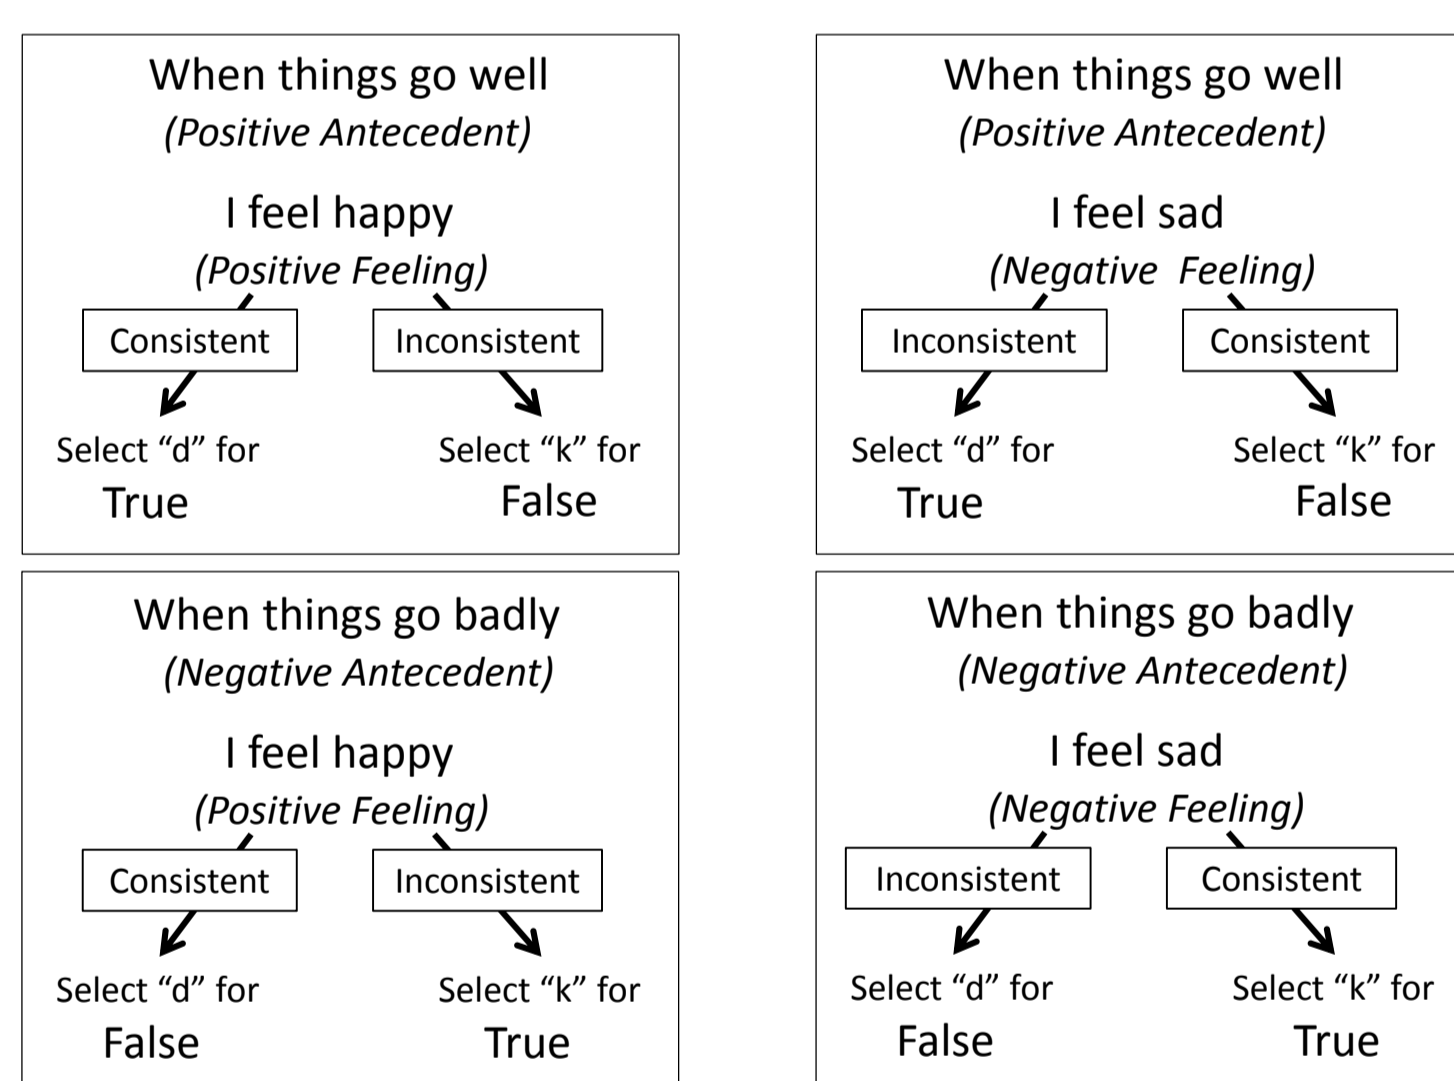 When things go well
(Positive Antecedent)
I feel happy
(Positive Feeling)
Consistent
Inconsistent
Select “d” for
True
Select “k” for
False
When things go well
(Positive Antecedent)
I feel sad
(Negative Feeling)
Inconsistent
Consistent
Select “d” for
True
Select “k” for
False
When things go badly
(Negative Antecedent)
I feel happy
(Positive Feeling)
Consistent
Inconsistent
Select “d” for
False
Select “k” for
True
When things go badly
(Negative Antecedent)
I feel sad
(Negative Feeling)
Inconsistent
Consistent
Select “d” for
False
Select “k” for
True